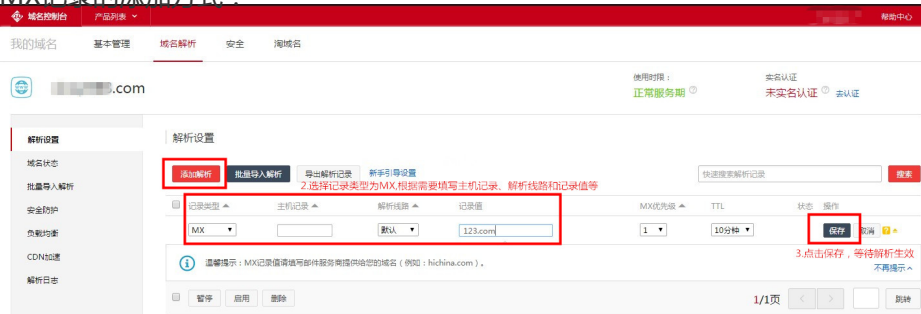 MX记录的添加方式：
域名控制台 产品列表 帮助中心
我的域名 基本管理 域名解析 安全 淘域名
.com
使用时限：
正常服务期
实名认证
未实名认证 去认证
解析设置
域名状态
批量导入解析
安全防护
负载均衡
CDN加速
解析日志
解析设置
添加解析 批量导入解析 导出解析记录 新手引导设置 快速搜索解析记录 搜索
2.选择记录类型为MX,根据需要填写主机记录、解析线路和记录值等
记录类型 主机记录 解析线路 记录值 MX优先级 TTL 状态 操作
MX 默认 123.com 1 10分钟 保存 取消
3.点击保存，等待解析生效
温馨提示：MX记录值请填写邮件服务商提供给您的域名（例如：hichina.com）。
不再提示
暂停 启用 删除 1/1页 跳转